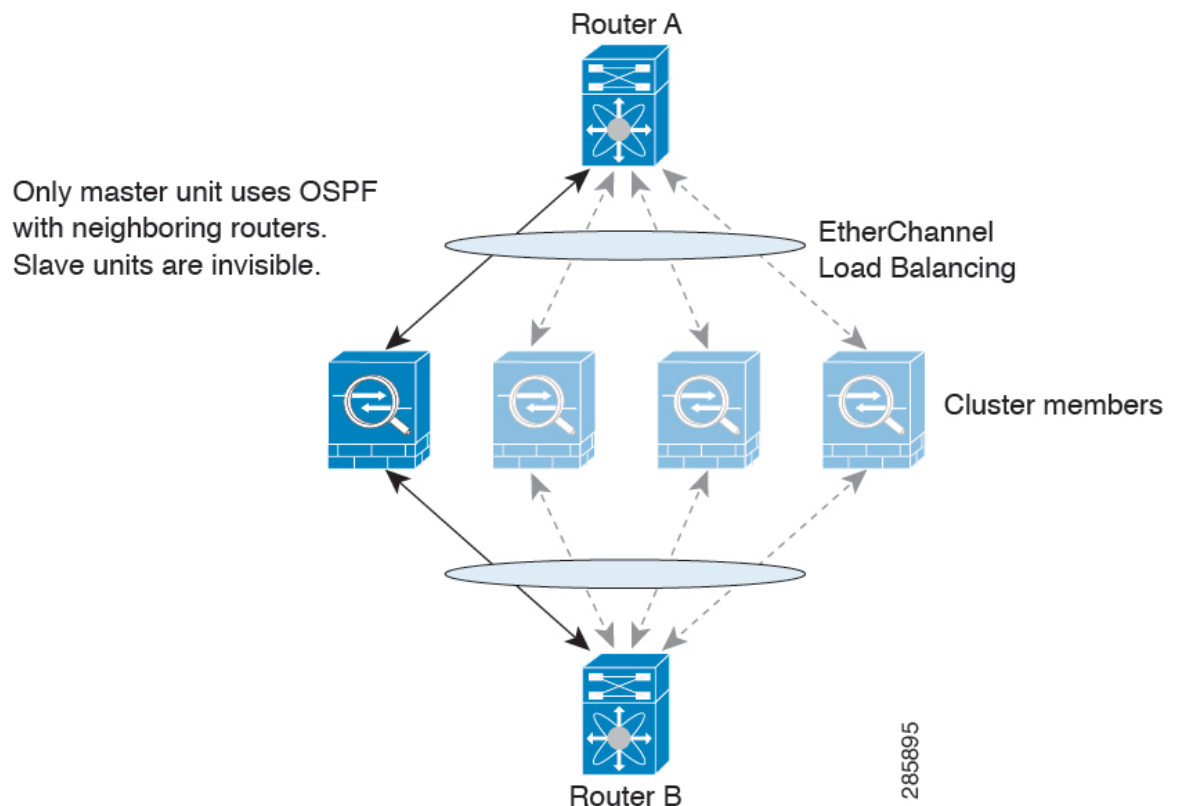 Router A
Only master unit uses OSPF
with neighboring routers.
Slave units are invisible.
EtherChannel
Load Balancing
Cluster members
285895
Router B